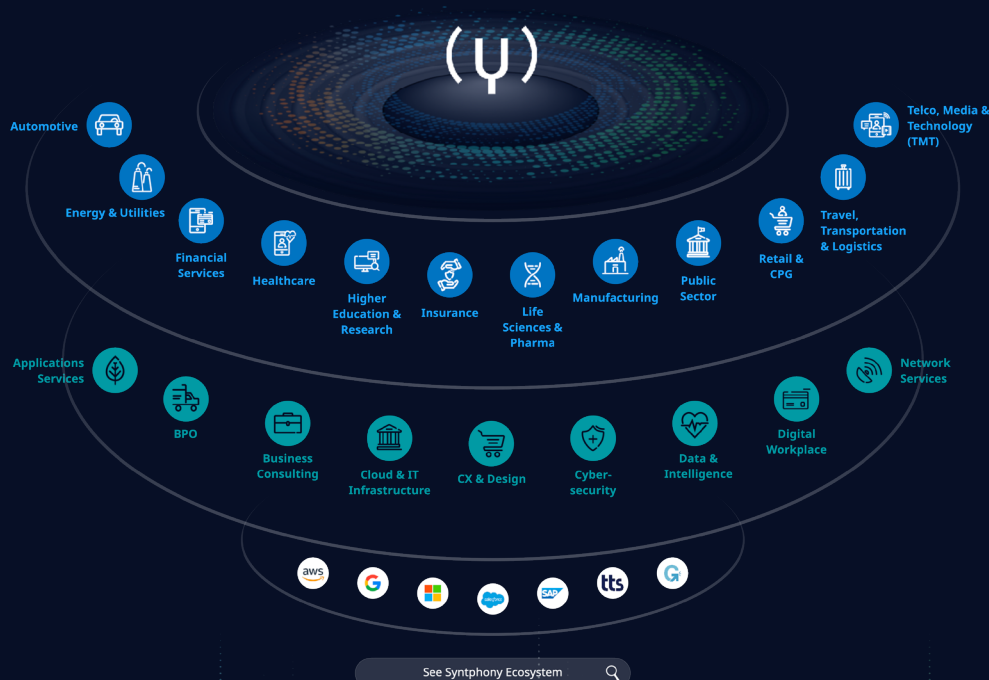 (Y)
Automotive
Telco, Media &
Technology
(TMT)
Energy & Utilities
Travel,
Transportation
& Logistics
Financial
Services
Retail &
CPG
Healthcare
Public
Sector
Higher
Education &
Research
Manufacturing
Insurance
Life
Sciences &
Pharma
Applications
Services
Network
Services
BPO
Digital
Workplace
Business
Consulting
Data &
Intelligence
Cloud & IT
Infrastructure
CX & Design
Cyber-
security
aws
G
salesforce
SAP
tts
G
See Syntphony Ecosystem